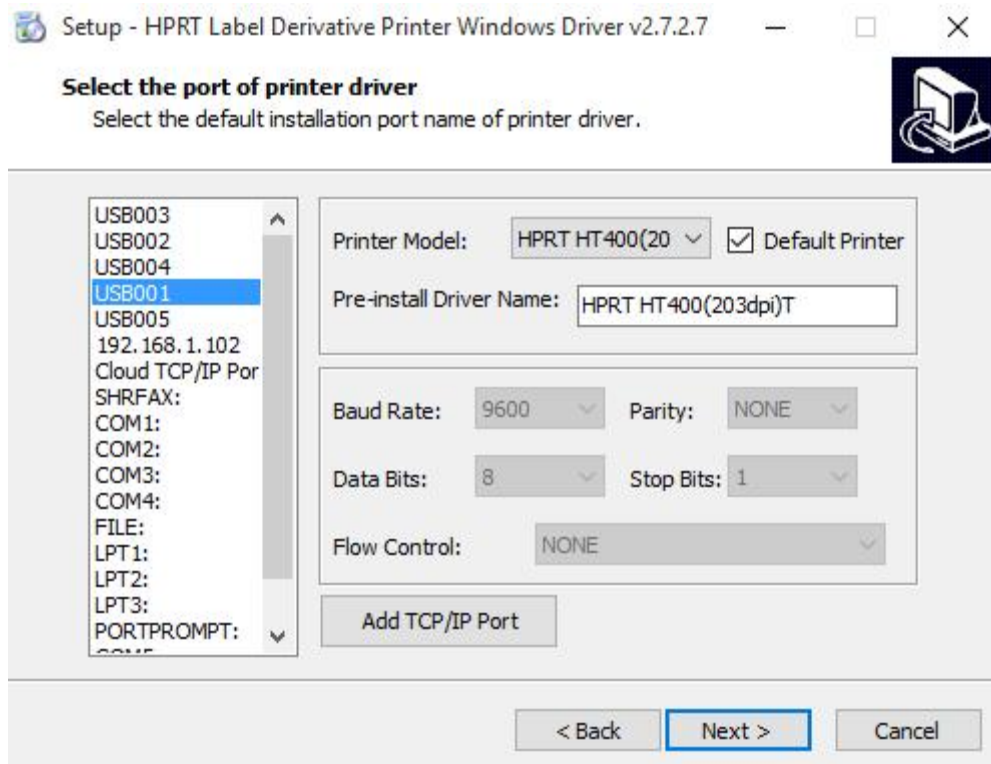 Setup - HPRT Label Derivative Printer Windows Driver v2.7.2.7
Select the port of printer driver
Select the default installation port name of printer driver.
USB003
USB002
USB004
USB001
USB005
192.168.1.102
Cloud TCP/IP Por
SHRFAX:
COM1:
COM2:
COM3:
COM4:
FILE:
LPT1:
LPT2:
LPT3:
PORTPROMPT:
Printer Model:
HPRT HT400(20
Default Printer
Pre-install Driver Name:
HPRT HT400(203dpi)T
Baud Rate:
9600
Parity:
NONE
Data Bits:
8
Stop Bits:
1
Flow Control:
NONE
Add TCP/IP Port
< Back
Next >
Cancel